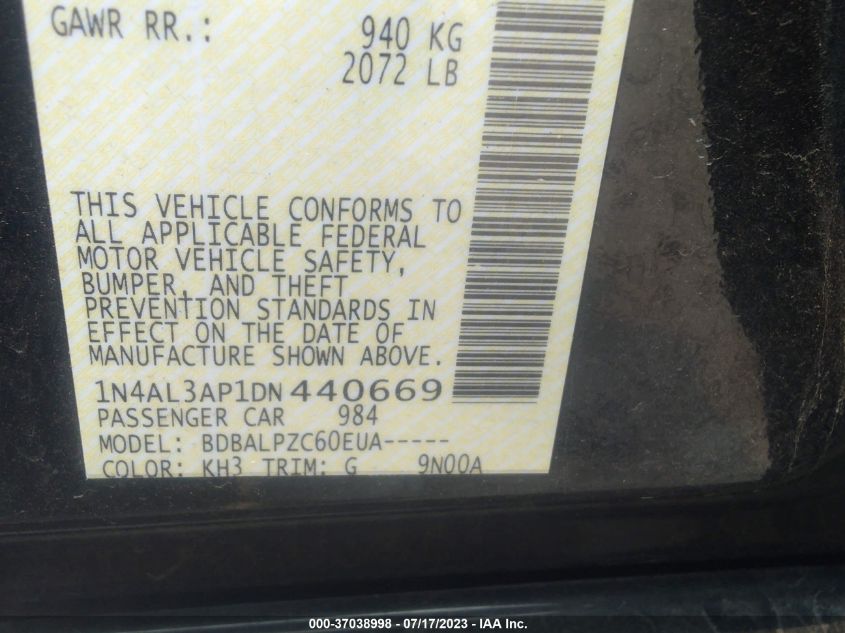 GAWR RR.: 940 KG
2072 LB
THIS VEHICLE CONFORMS TO
ALL APPLICABLE FEDERAL
MOTOR VEHICLE SAFETY,
BUMPER, AND THEFT
PREVENTION STANDARDS IN
EFFECT ON THE DATE OF
MANUFACTURE SHOWN ABOVE.
1N4AL3AP1DN440669
PASSENGER CAR 984
MODEL: BDBALPZC60EUA-----
COLOR: KH3 TRIM: G 9N00A
000-37038998 - 07/17/2023 - IAA Inc.